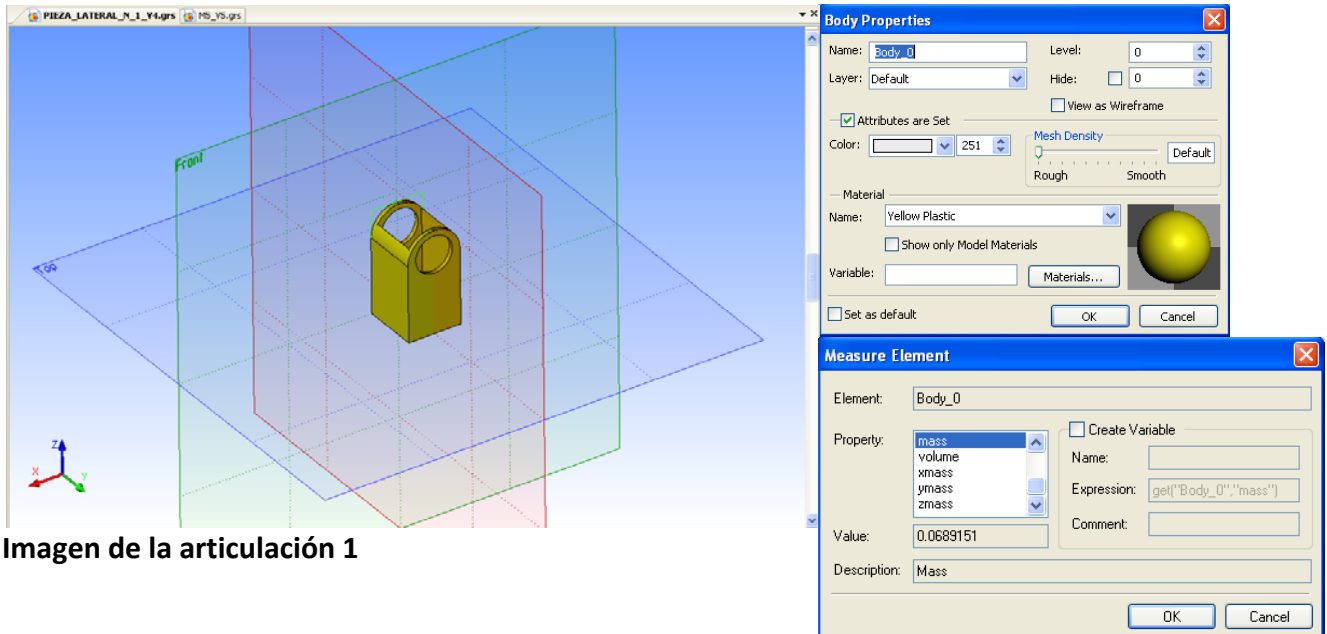 PIEZA_LATERAL_N_1_V4.grs M5_V5.grs
Front
Top
Z
X
Y
Imagen de la articulación 1
Body Properties
Name: Body_0 Level: 0
Layer: Default Hide: 0
View as Wireframe
Attributes are Set
Color: 251 Mesh Density Default
Rough Smooth
Material
Name: Yellow Plastic
Show only Model Materials
Variable: Materials...
Set as default OK Cancel
Measure Element
Element: Body_0
Property: mass Create Variable
volume Name:
xmass
ymass Expression: get("Body_0","mass")
zmass
Comment:
Value: 0.0689151
Description: Mass
OK Cancel